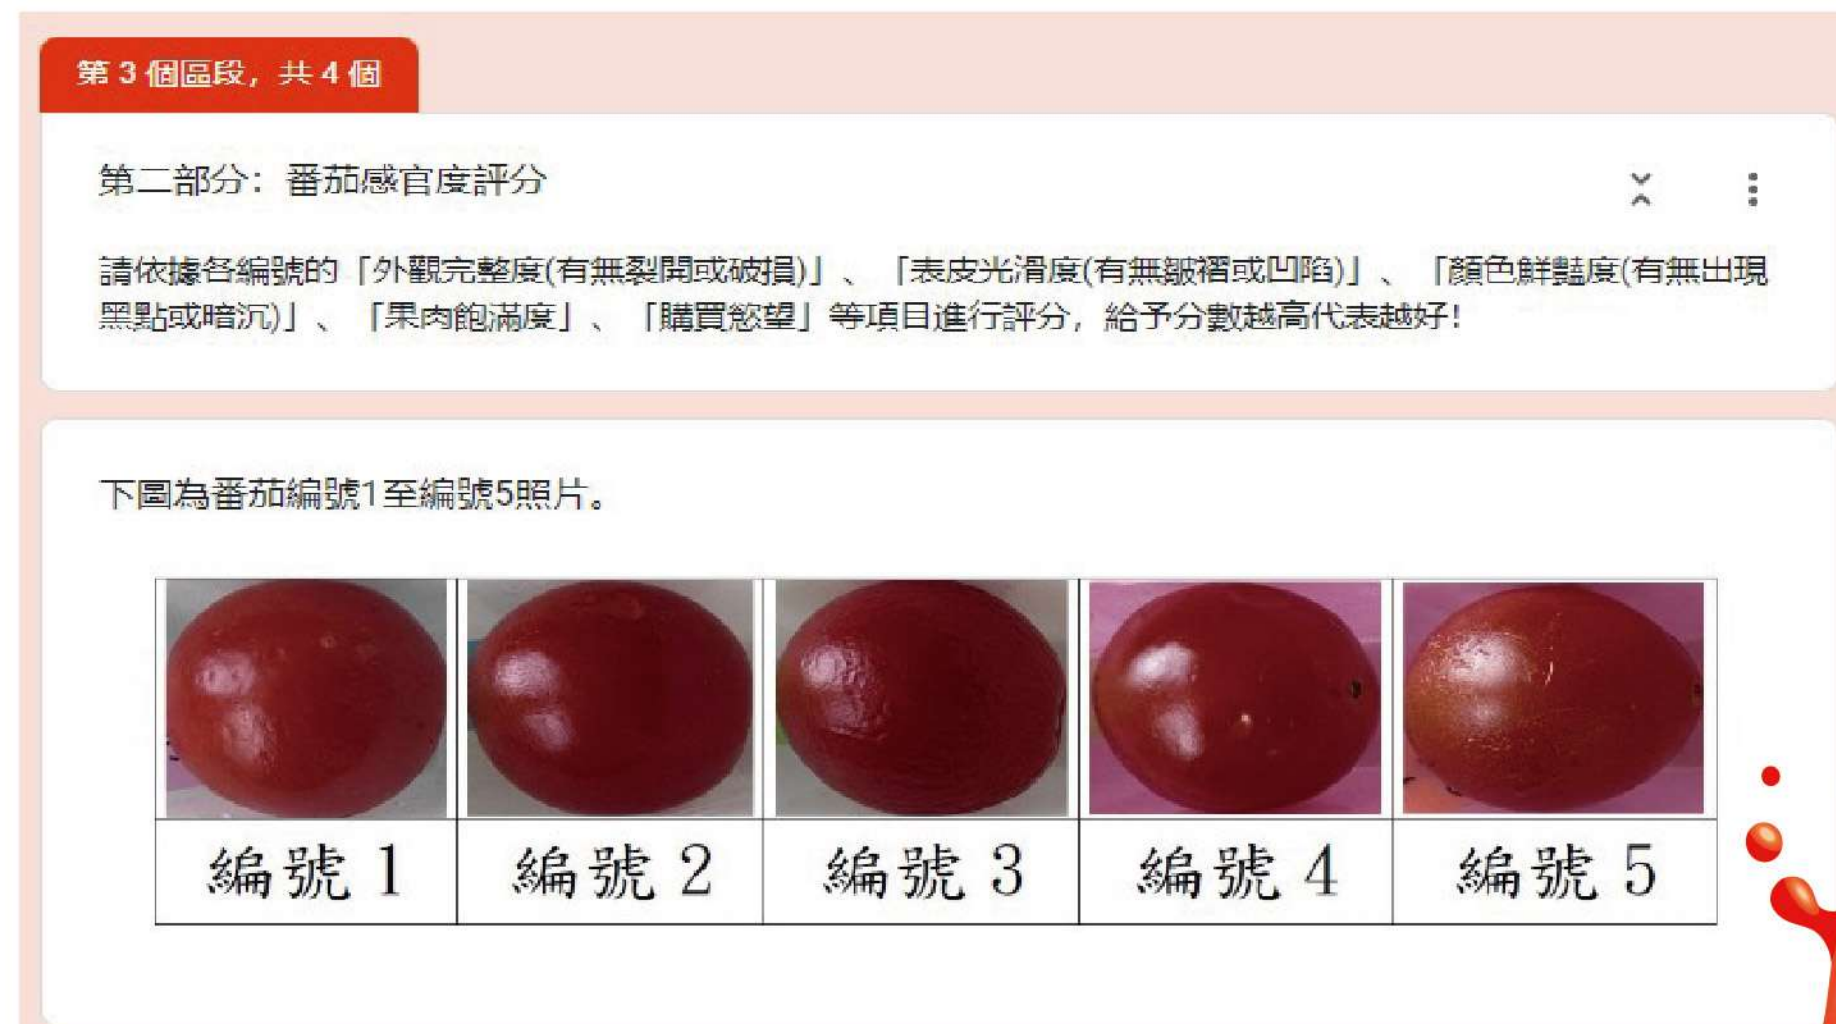 第 3 個區段，共 4 個
第二部分：番茄感官度評分
請依據各編號的「外觀完整度(有無裂開或破損)」、「表皮光滑度(有無皺褶或凹陷)」、「顏色鮮豔度(有無出現
黑點或暗沉)」、「果肉飽滿度」、「購買慾望」等項目進行評分，給予分數越高代表越好！
下圖為番茄編號1至編號5照片。
編號 1 編號 2 編號 3 編號 4 編號 5